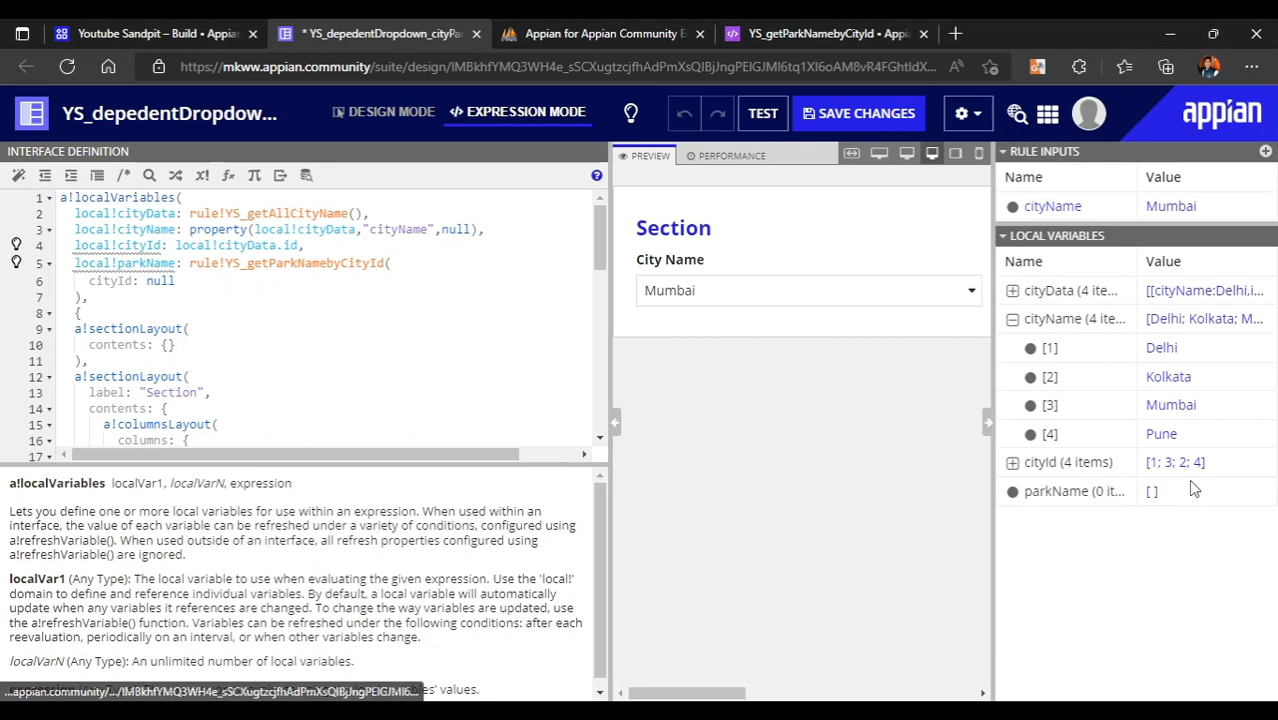 Youtube Sandpit – Build • Appian
* YS_depedentDropdown_cityPa
Appian for Appian Community E
YS_getParkNamebyCityId • Appia
https://mkww.appian.community/suite/design/
YS_depedentDropdow...
DESIGN MODE
EXPRESSION MODE
TEST
SAVE CHANGES
appian
INTERFACE DEFINITION
PREVIEW
PERFORMANCE
RULE INPUTS
Name Value
cityName Mumbai
LOCAL VARIABLES
Name Value
cityData (4 ite... [[cityName:Delhi,i...
cityName (4 ite... [Delhi; Kolkata; M...
[1] Delhi
[2] Kolkata
[3] Mumbai
[4] Pune
cityId (4 items) [1; 3; 2; 4]
parkName (0 it... [ ]
1 a!localVariables(
2 local!cityData: rule!YS_getAllCityName(),
3 local!cityName: property(local!cityData,"cityName",null),
4 local!cityId: local!cityData.id,
5 local!parkName: rule!YS_getParkNamebyCityId(
6 cityId: null
7 ),
8 {
9 a!sectionLayout(
10 contents: {}
11 ),
12 a!sectionLayout(
13 label: "Section",
14 contents: {
15 a!columnsLayout(
16 columns: {
17
Section
City Name
Mumbai
a!localVariables localVar1, localVarN, expression
Lets you define one or more local variables for use within an expression. When used within an
interface, the value of each variable can be refreshed under a variety of conditions, configured using
a!refreshVariable(). When used outside of an interface, all refresh properties configured using
a!refreshVariable() are ignored.
localVar1 (Any Type): The local variable to use when evaluating the given expression. Use the 'local!'
domain to define and reference individual variables. By default, a local variable will automatically
update when any variables it references are changed. To change the way variables are updated, use
the a!refreshVariable() function. Variables can be refreshed under the following conditions: after each
reevaluation, periodically on an interval, or when other variables change.
localVarN (Any Type): An unlimited number of local variables.
values.